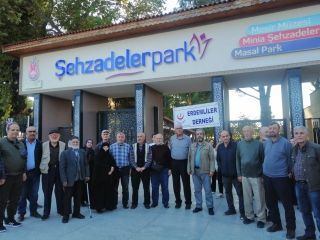 Şehzadelerpark
Mesir Müzesi
Minia Şehzadeler
Masal Park
ERDEMLİLER
DERNEĞİ